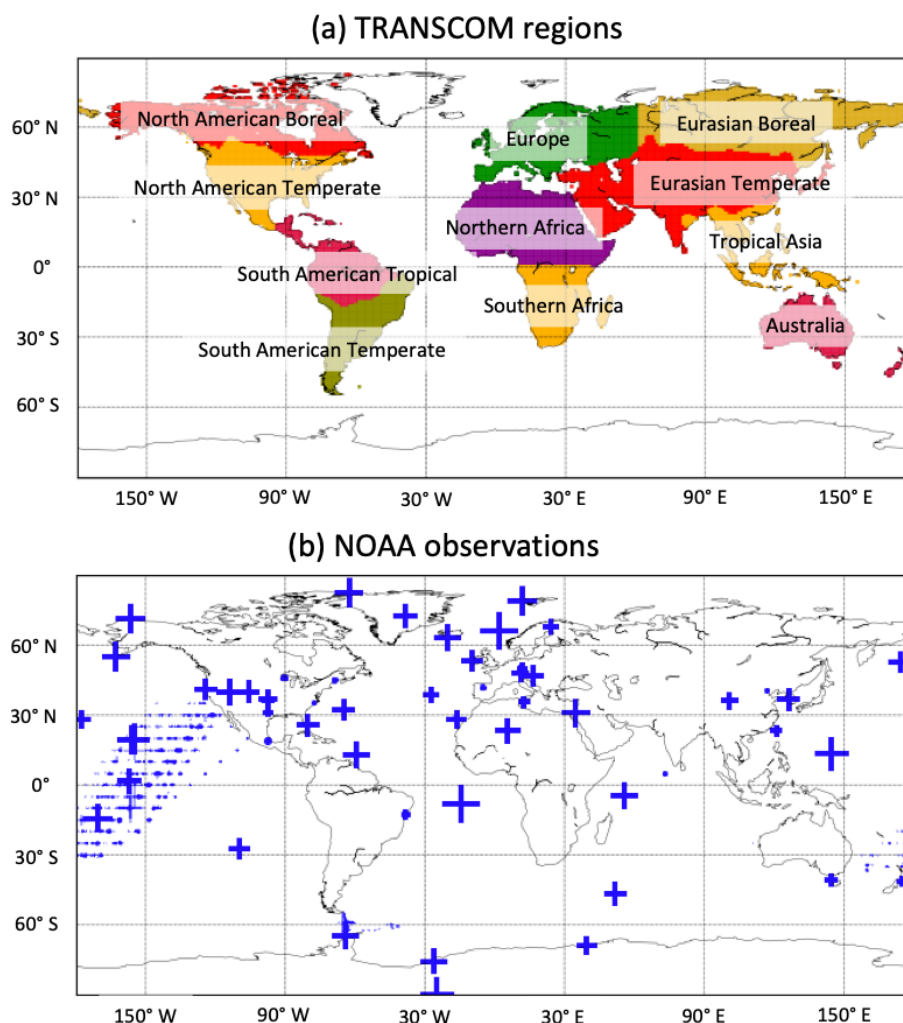 (a) TRANSCOM regions
60° N
30° N
0°
30° S
60° S
North American Boreal
Europe
Eurasian Boreal
North American Temperate
Eurasian Temperate
Northern Africa
Tropical Asia
South American Tropical
Southern Africa
Australia
South American Temperate
150° W
90° W
30° W
30° E
90° E
150° E
(b) NOAA observations
60° N
30° N
0°
30° S
60° S
150° W
90° W
30° W
30° E
90° E
150° E